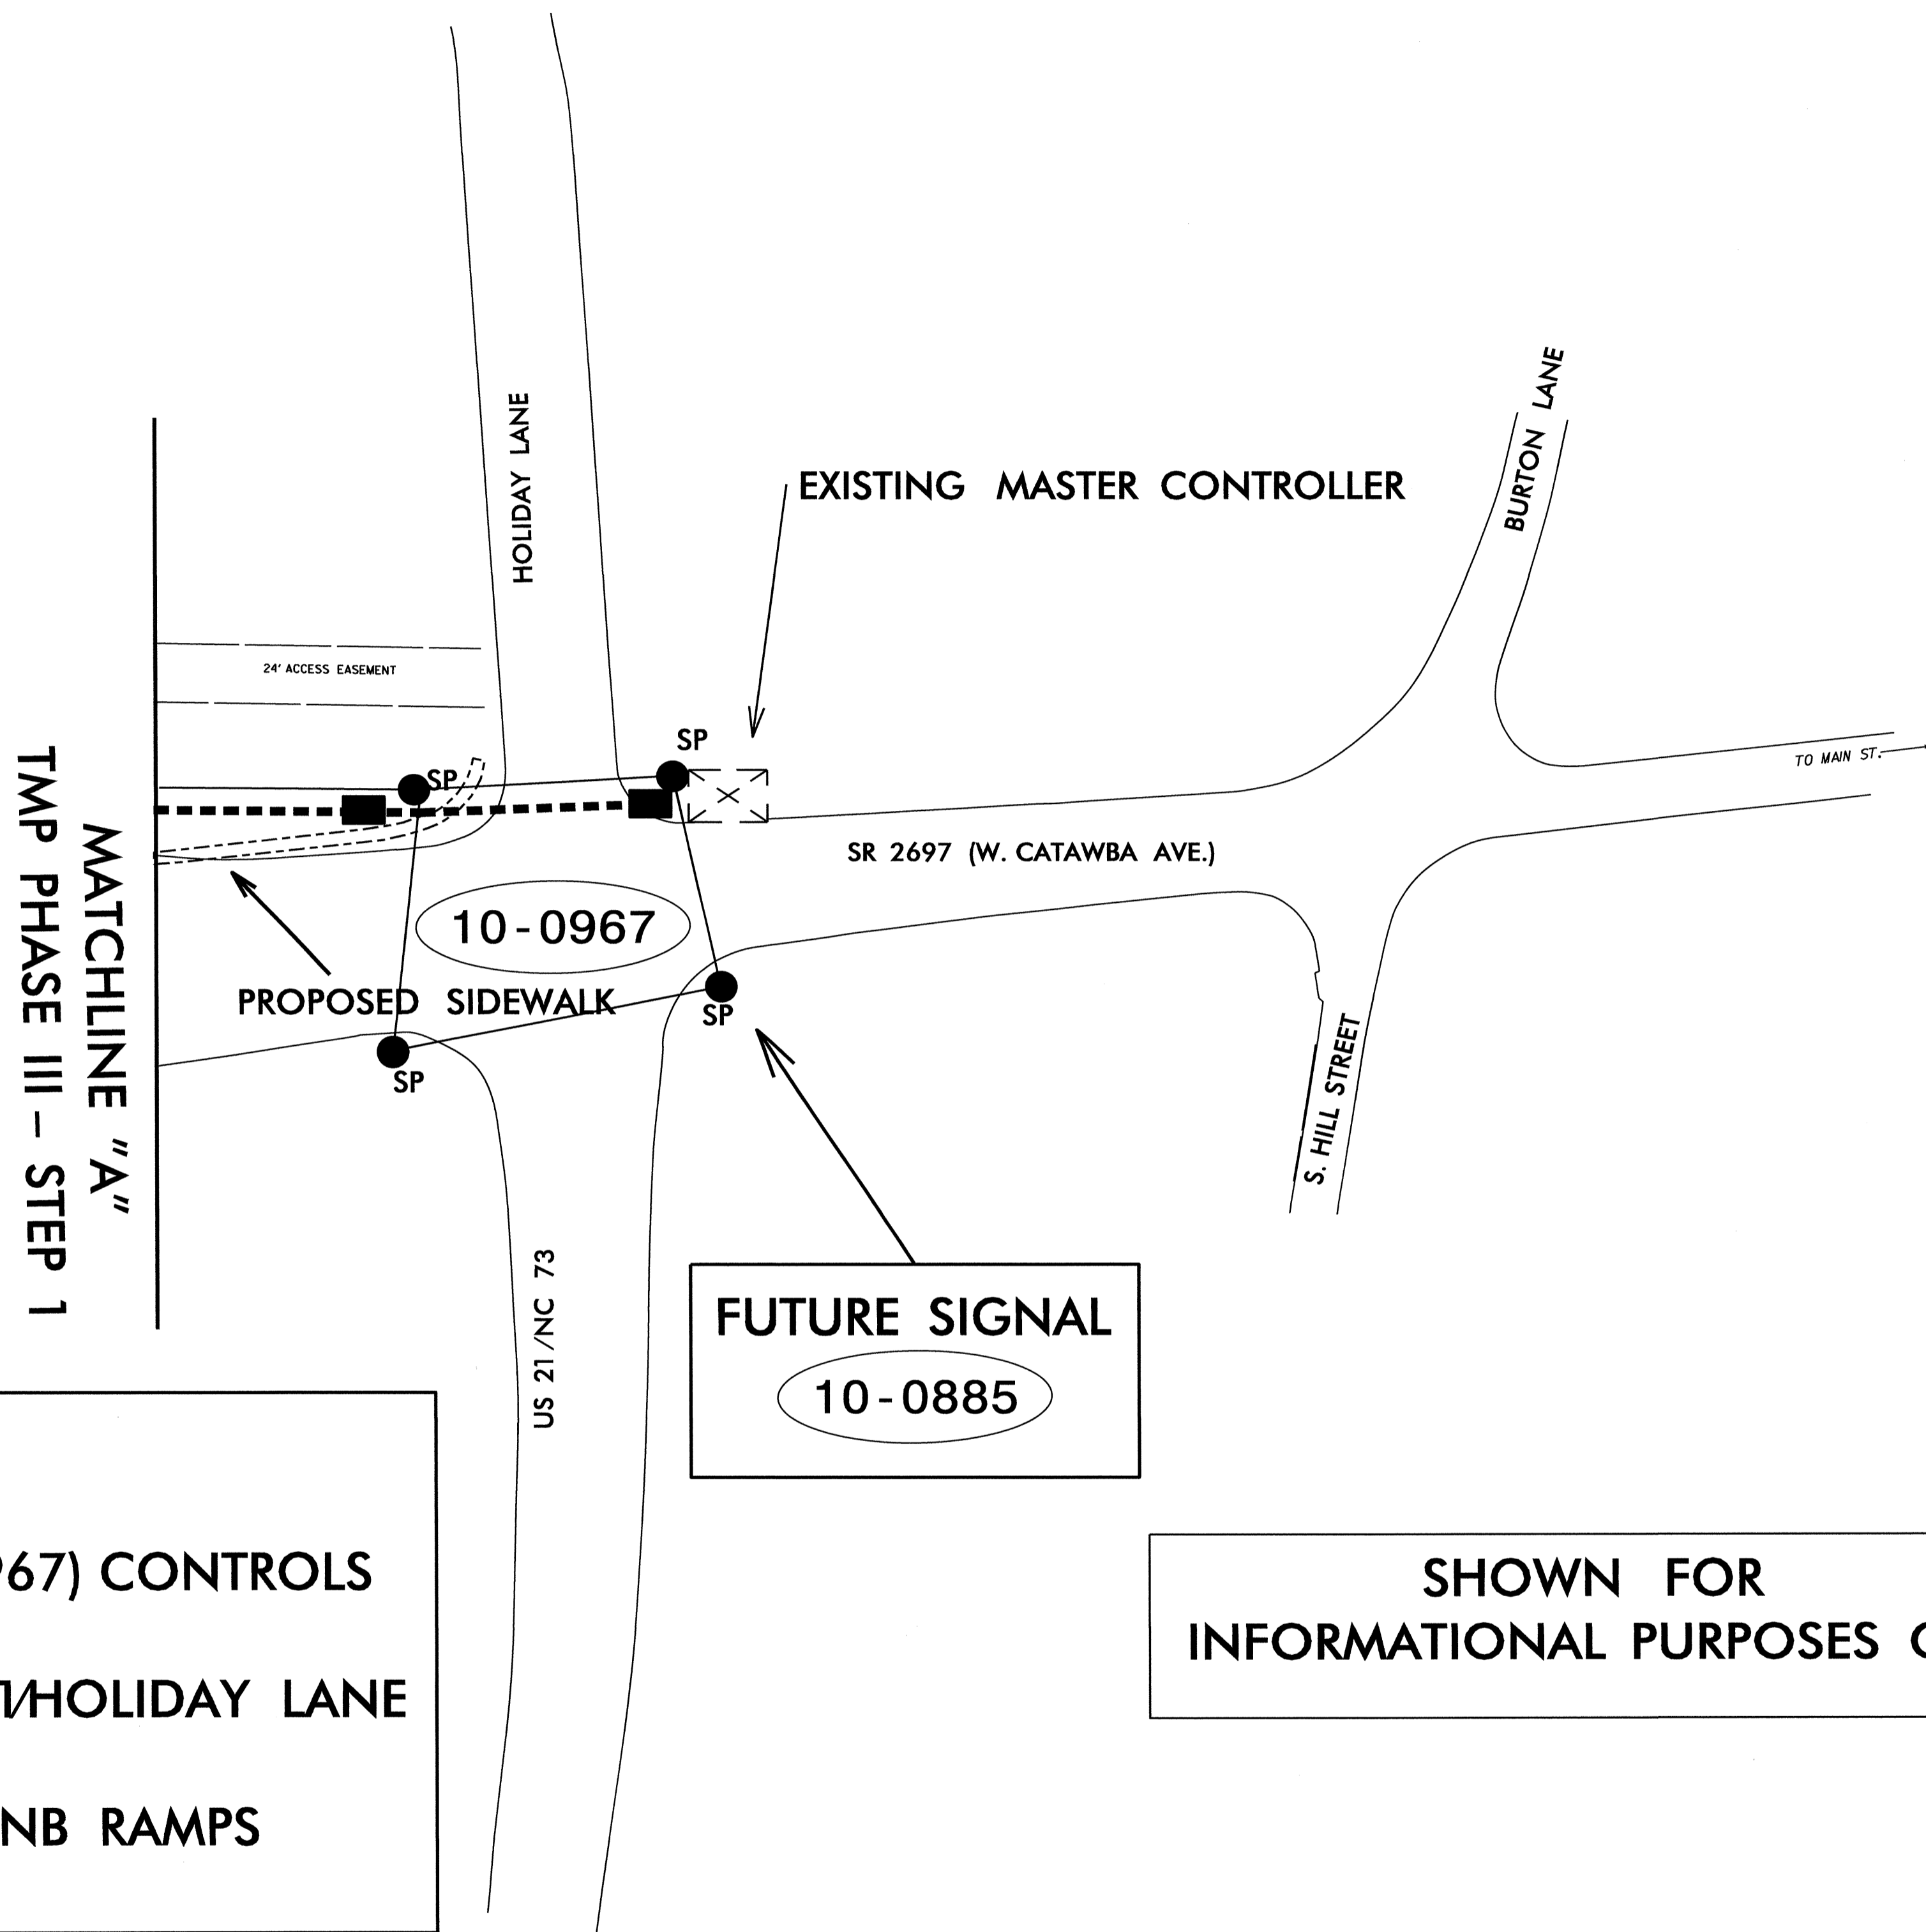 HOLIDAY LANE
BURTON LANE
EXISTING MASTER CONTROLLER
24' ACCESS EASEMENT
SP
SP
TO MAIN ST.
MATCHLINE "A"
TMP PHASE III - STEP 1
SR 2697 (W. CATAWBA AVE.)
10-0967
PROPOSED SIDEWALK
SP
SP
S. HILL STREET
US 21/NC 73
FUTURE SIGNAL
10-0885
67) CONTROLS
/HOLIDAY LANE
NB RAMPS
SHOWN FOR
INFORMATIONAL PURPOSES